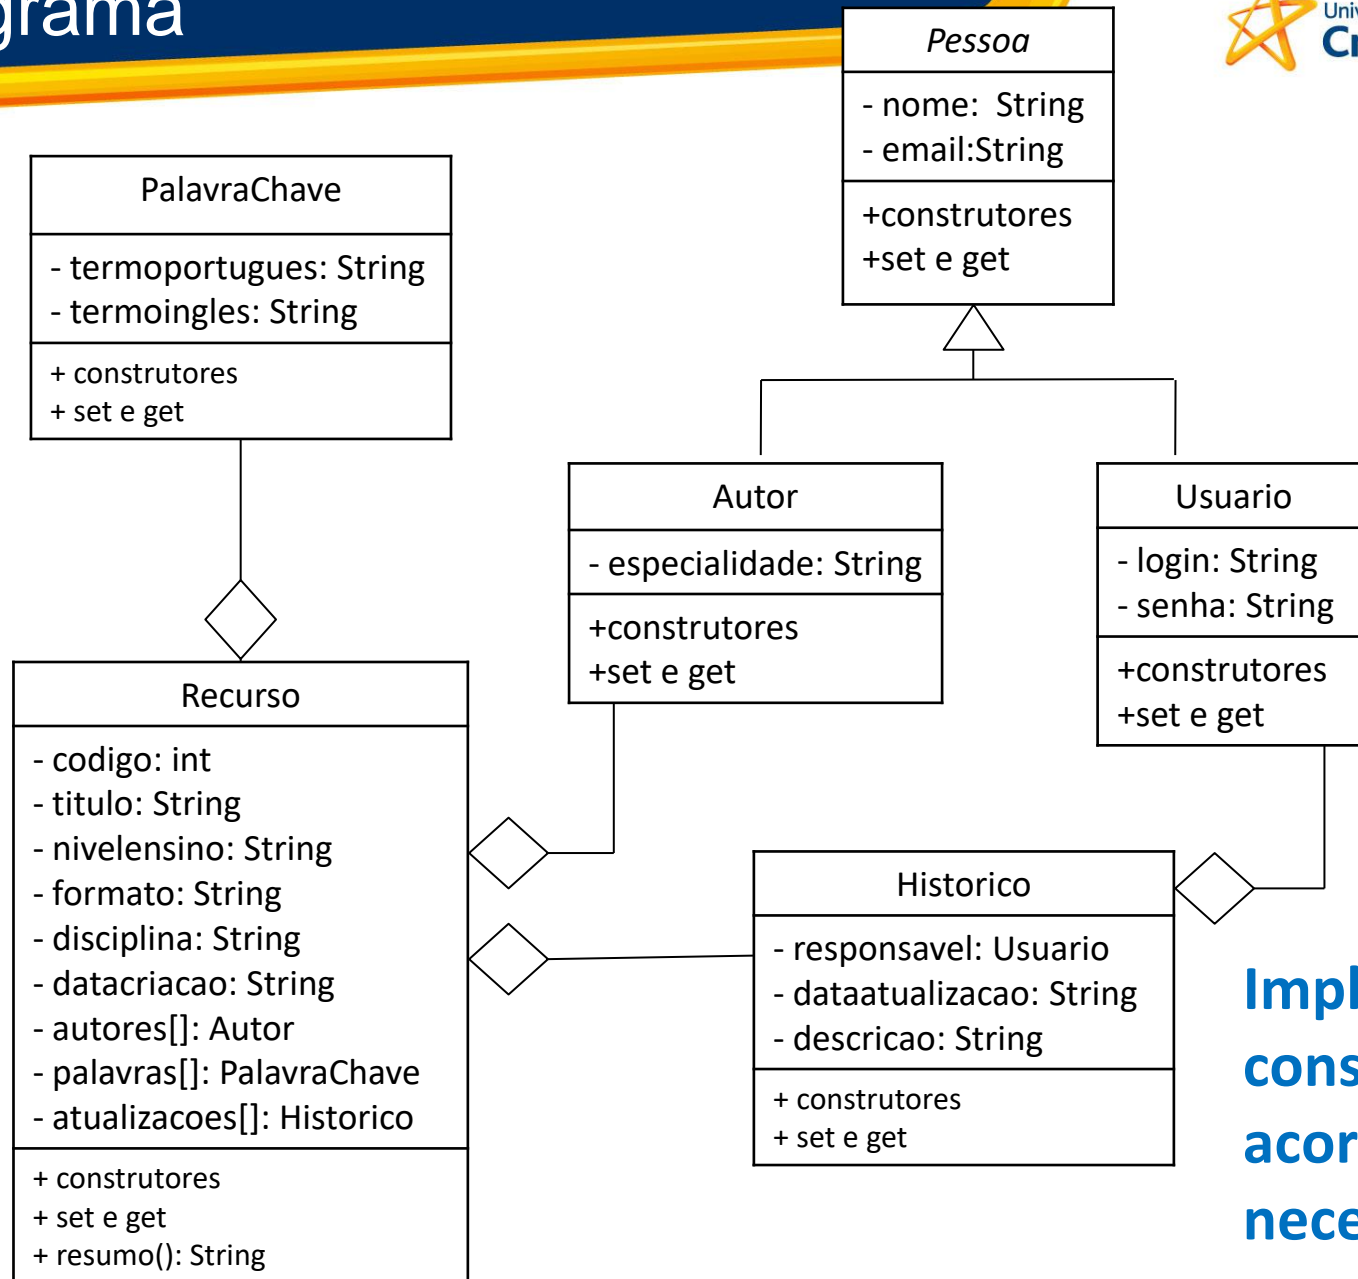 grama
Pessoa
- nome: String
- email:String
+construtores
+set e get
PalavraChave
- termoportugues: String
- termoingles: String
+ construtores
+ set e get
Autor
- especialidade: String
+construtores
+set e get
Usuario
- login: String
- senha: String
+construtores
+set e get
Recurso
- codigo: int
- titulo: String
- nivelensino: String
- formato: String
- disciplina: String
- datacriacao: String
- autores[]: Autor
- palavras[]: PalavraChave
- atualizacoes[]: Historico
+ construtores
+ set e get
+ resumo(): String
Historico
- responsavel: Usuario
- dataatualizacao: String
- descricao: String
+ construtores
+ set e get